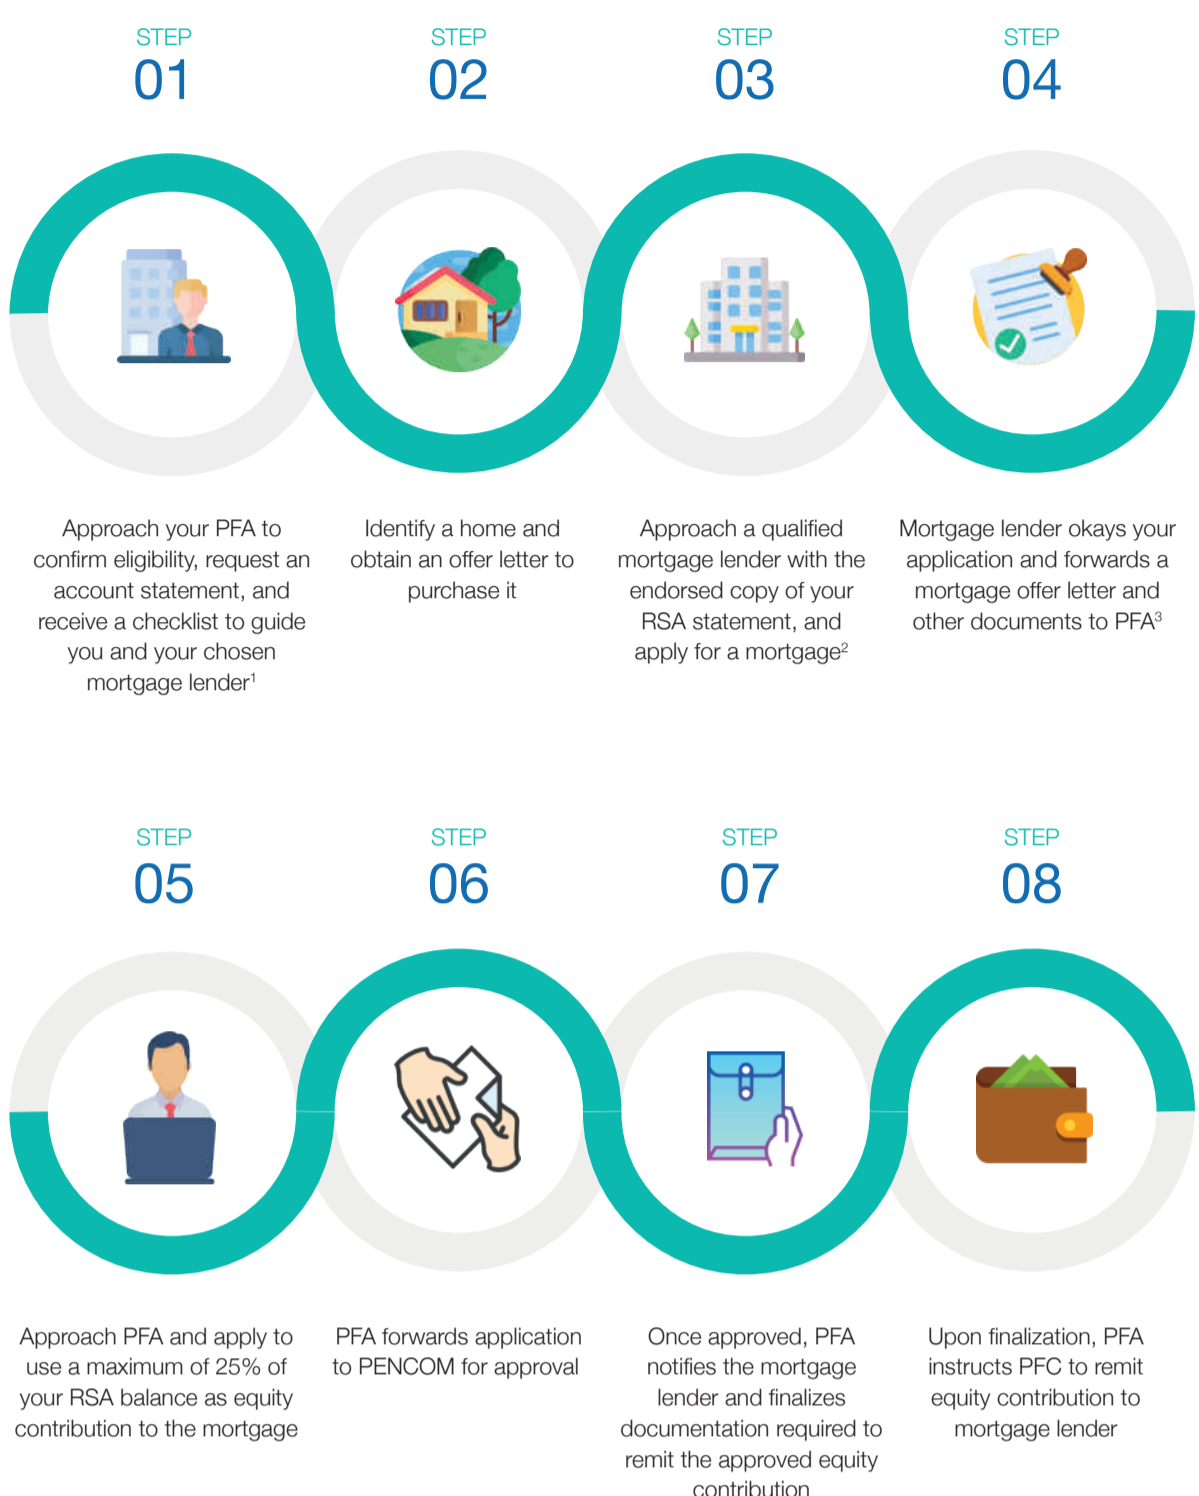 STEP
01
STEP
02
STEP
03
STEP
04
Approach your PFA to
confirm eligibility, request an
account statement, and
receive a checklist to guide
you and your chosen
mortgage lender¹
Identify a home and
obtain an offer letter to
purchase it
Approach a qualified
mortgage lender with the
endorsed copy of your
RSA statement, and
apply for a mortgage²
Mortgage lender okays your
application and forwards a
mortgage offer letter and
other documents to PFA³
STEP
05
STEP
06
STEP
07
STEP
08
Approach PFA and apply to
use a maximum of 25% of
your RSA balance as equity
contribution to the mortgage
PFA forwards application
to PENCOM for approval
Once approved, PFA
notifies the mortgage
lender and finalizes
documentation required to
remit the approved equity
contribution
Upon finalization, PFA
instructs PFC to remit
equity contribution to
mortgage lender